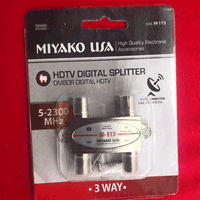 MIYAKO USA
High Quality Electronic
Accessories
M-113
HDTV DIGITAL SPLITTER
DIVISOR DIGITAL HDTV
5-2300
MHz
M-113
MIYAKO USA
• 3 WAY •